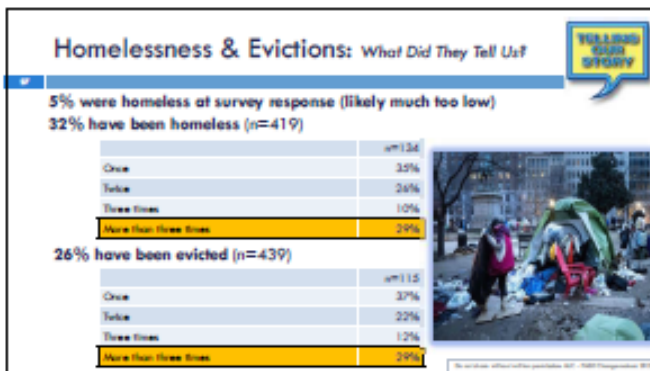 Homelessness & Evictions: What Did They Tell Us?
TELLING
OUR
STORY
5% were homeless at survey response (likely much too low)
32% have been homeless (n=419)
n=134
Once 35%
Twice 26%
Three times 10%
More than three times 29%
26% have been evicted (n=439)
n=115
Once 37%
Twice 22%
Three times 12%
More than three times 29%